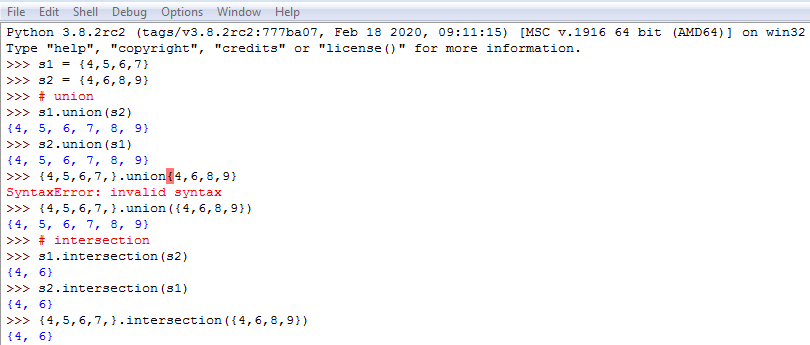 File Edit Shell Debug Options Window Help
Python 3.8.2rc2 (tags/v3.8.2rc2:777ba07, Feb 18 2020, 09:11:15) [MSC v.1916 64 bit (AMD64)] on win32
Type "help", "copyright", "credits" or "license()" for more information.
>>> s1 = {4,5,6,7}
>>> s2 = {4,6,8,9}
>>> # union
>>> s1.union(s2)
{4, 5, 6, 7, 8, 9}
>>> s2.union(s1)
{4, 5, 6, 7, 8, 9}
>>> {4,5,6,7,}.union{4,6,8,9}
SyntaxError: invalid syntax
>>> {4,5,6,7,}.union({4,6,8,9})
{4, 5, 6, 7, 8, 9}
>>> # intersection
>>> s1.intersection(s2)
{4, 6}
>>> s2.intersection(s1)
{4, 6}
>>> {4,5,6,7,}.intersection({4,6,8,9})
{4, 6}